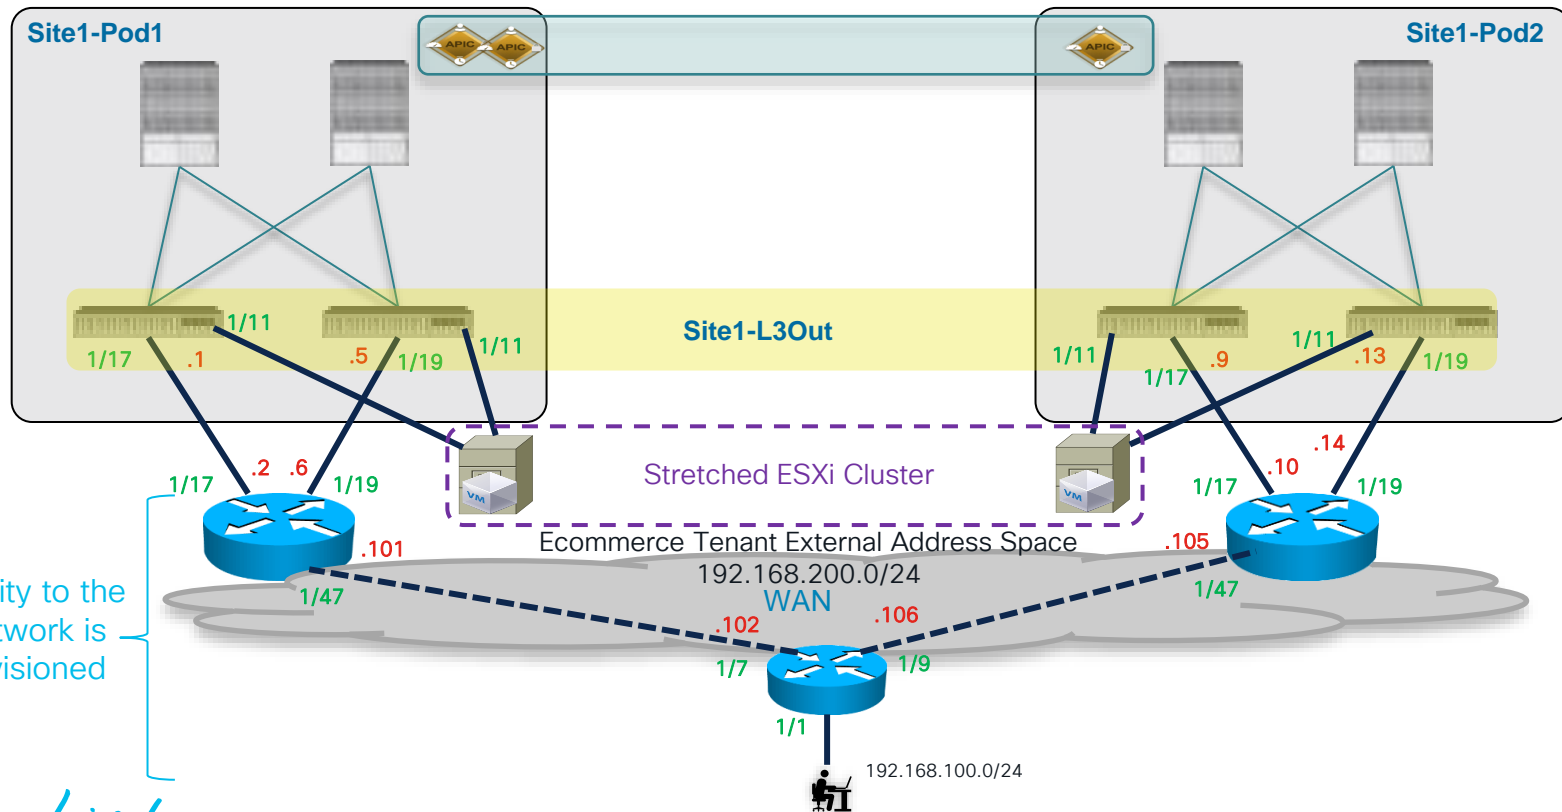 Site1-Pod1
APIC
APIC
APIC
Site1-Pod2
Site1-L3Out
1/11
1/17
.1
.5
1/19
1/11
1/11
1/17
.9
1/11
.13
1/19
Stretched ESXi Cluster
VM
VM
1/17
.2
.6
1/19
1/17
.10
.14
1/19
Ecommerce Tenant External Address Space
192.168.200.0/24
WAN
.101
1/47
.105
1/47
.102
.106
1/7
1/9
1/1
192.168.100.0/24
ity to the
twork is
visioned